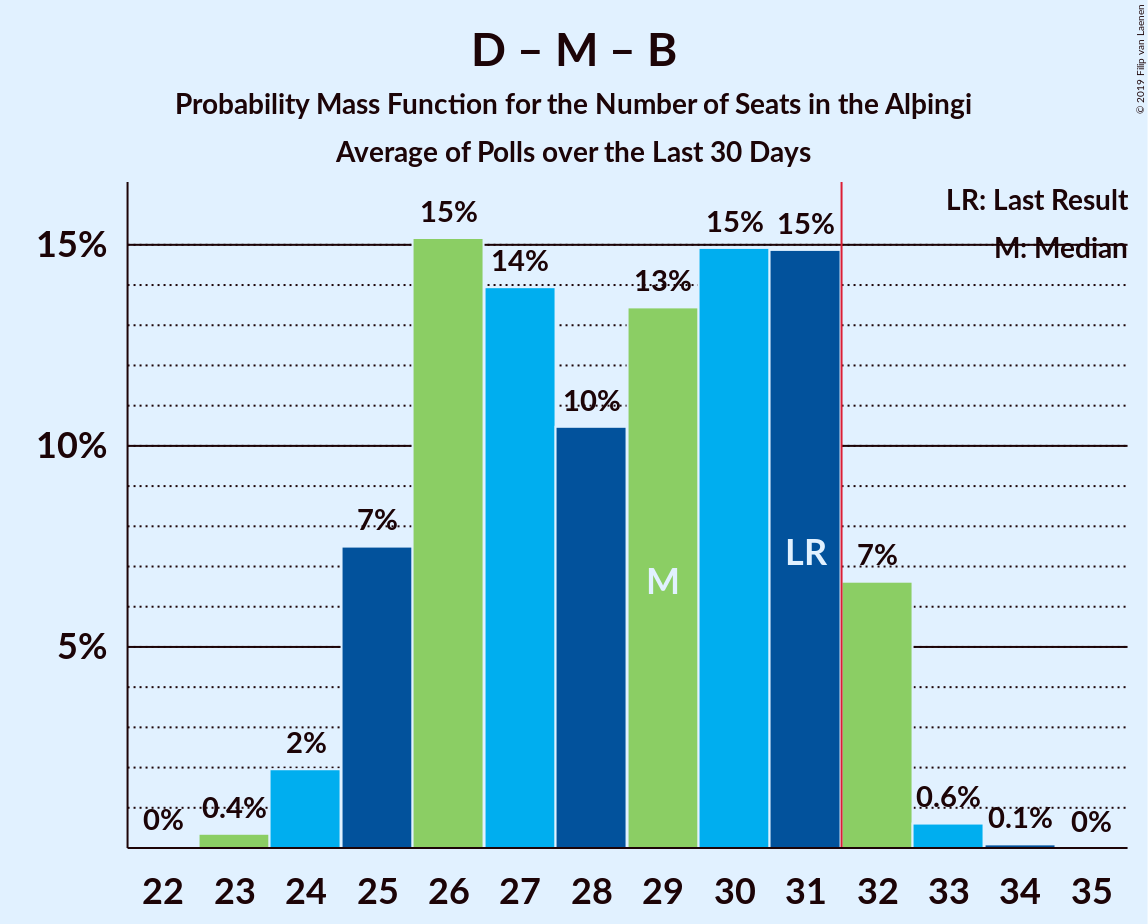 D – M – B
Probability Mass Function for the Number of Seats in the Alþingi
Average of Polls over the Last 30 Days
© 2019 Filip van Laenen
LR: Last Result
M: Median
15%
10%
5%
0%
0.4%
2%
7%
15%
14%
10%
13%
15%
15%
7%
0.6%
0.1%
0%
M
LR
22 23 24 25 26 27 28 29 30 31 32 33 34 35